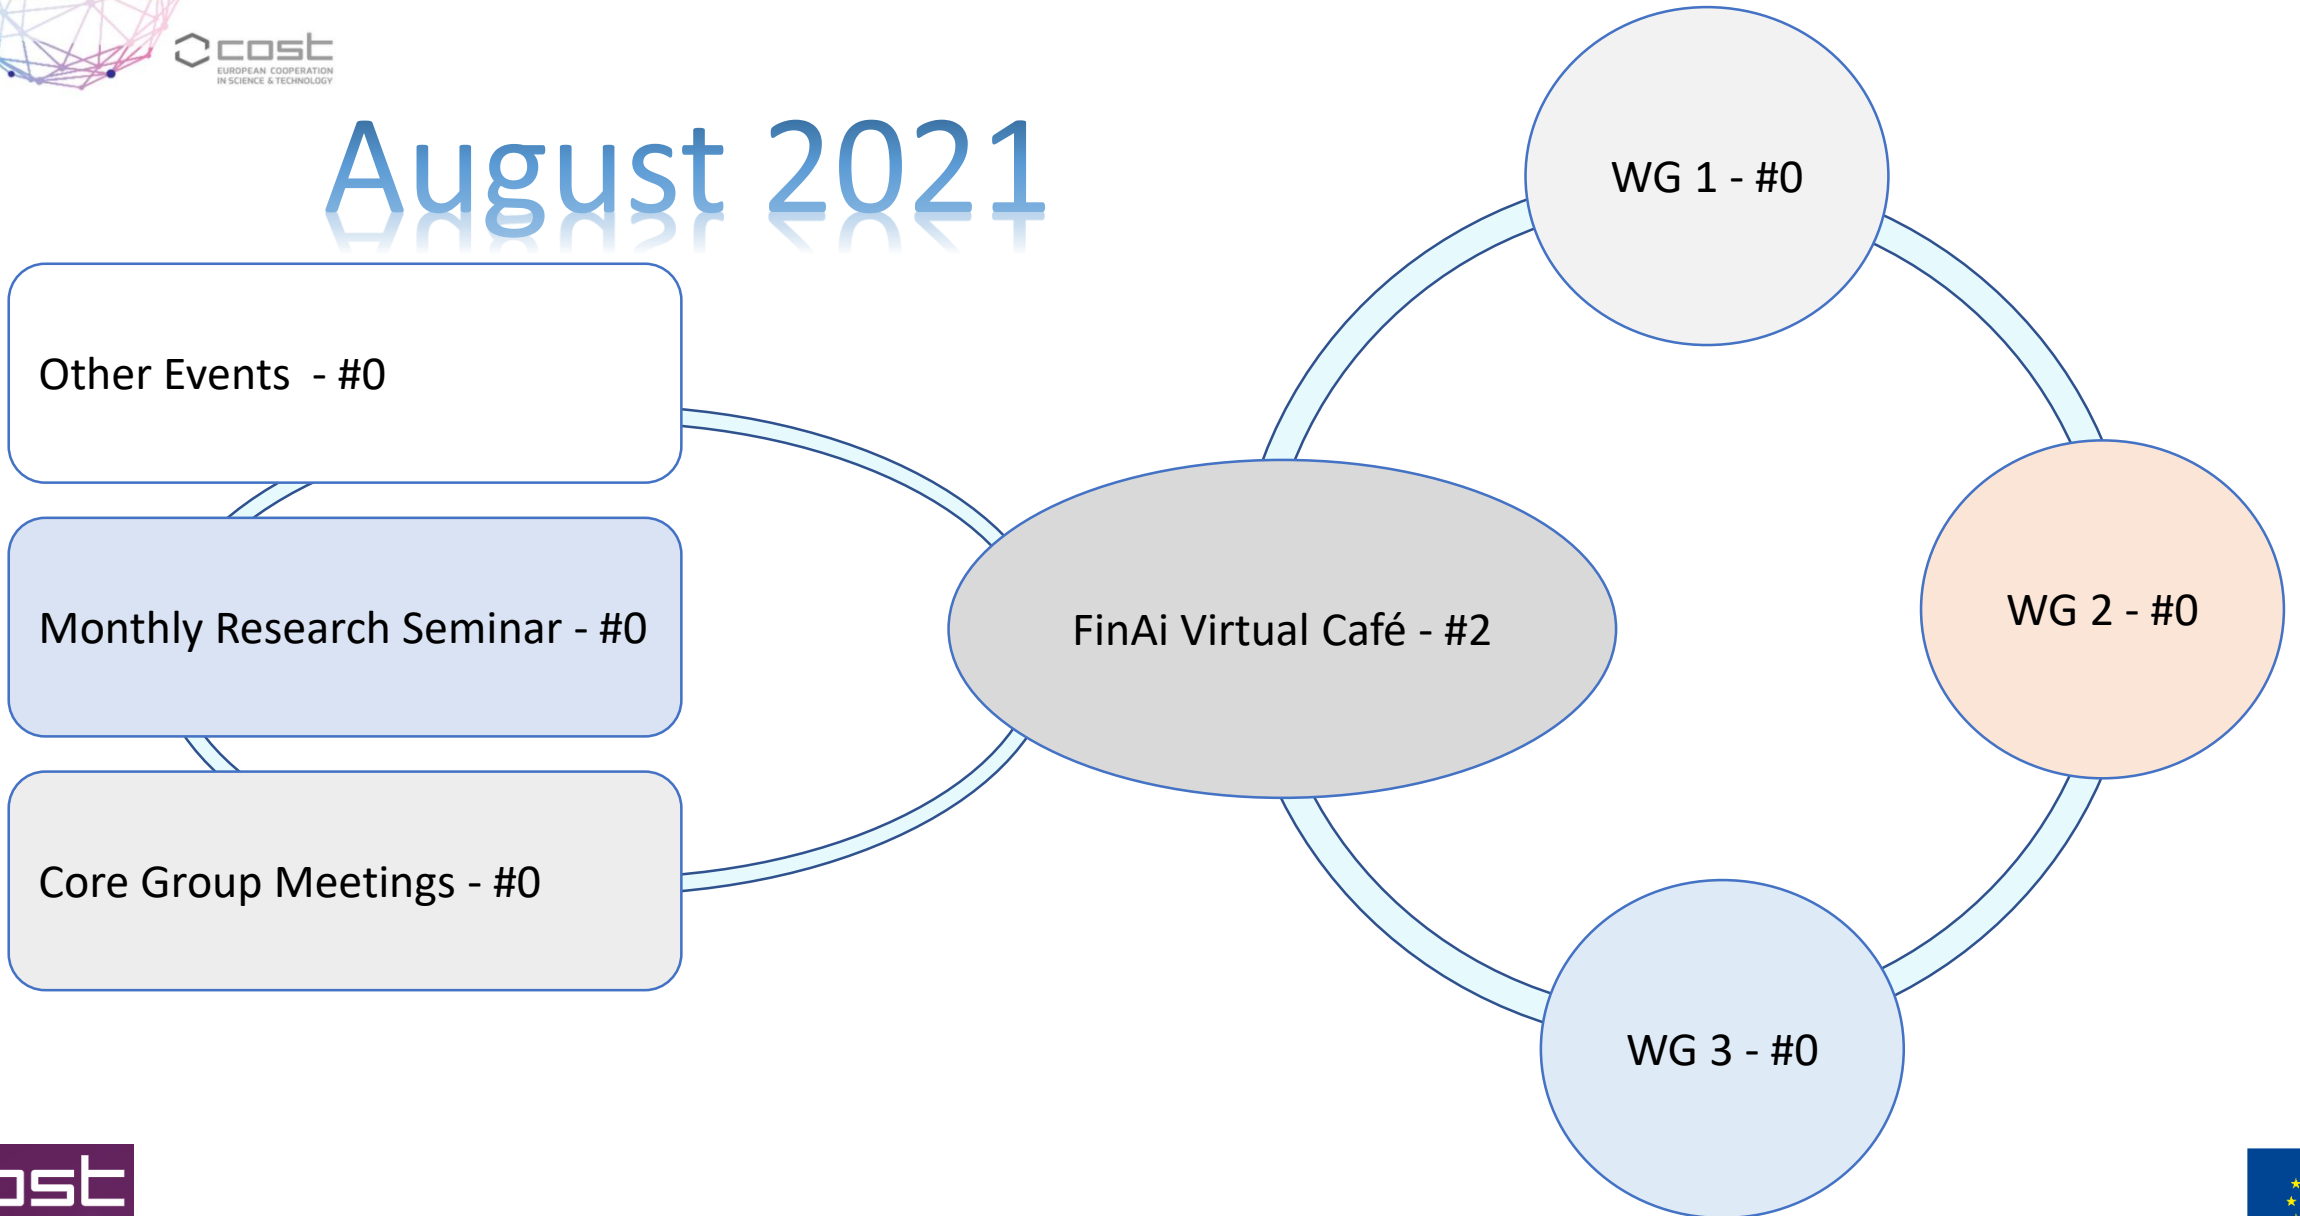 cost
EUROPEAN COOPERATION
IN SCIENCE & TECHNOLOGY
August 2021
Other Events  - #0
Monthly Research Seminar - #0
Core Group Meetings - #0
FinAi Virtual Café - #2
WG 1 - #0
WG 2 - #0
WG 3 - #0
ost